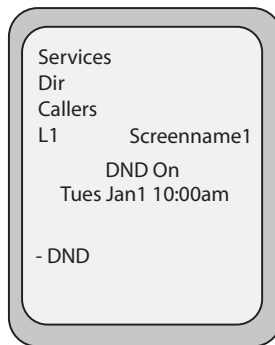 Services
Dir
Callers
L1 Screenname1
DND On
Tues Jan1 10:00am
- DND